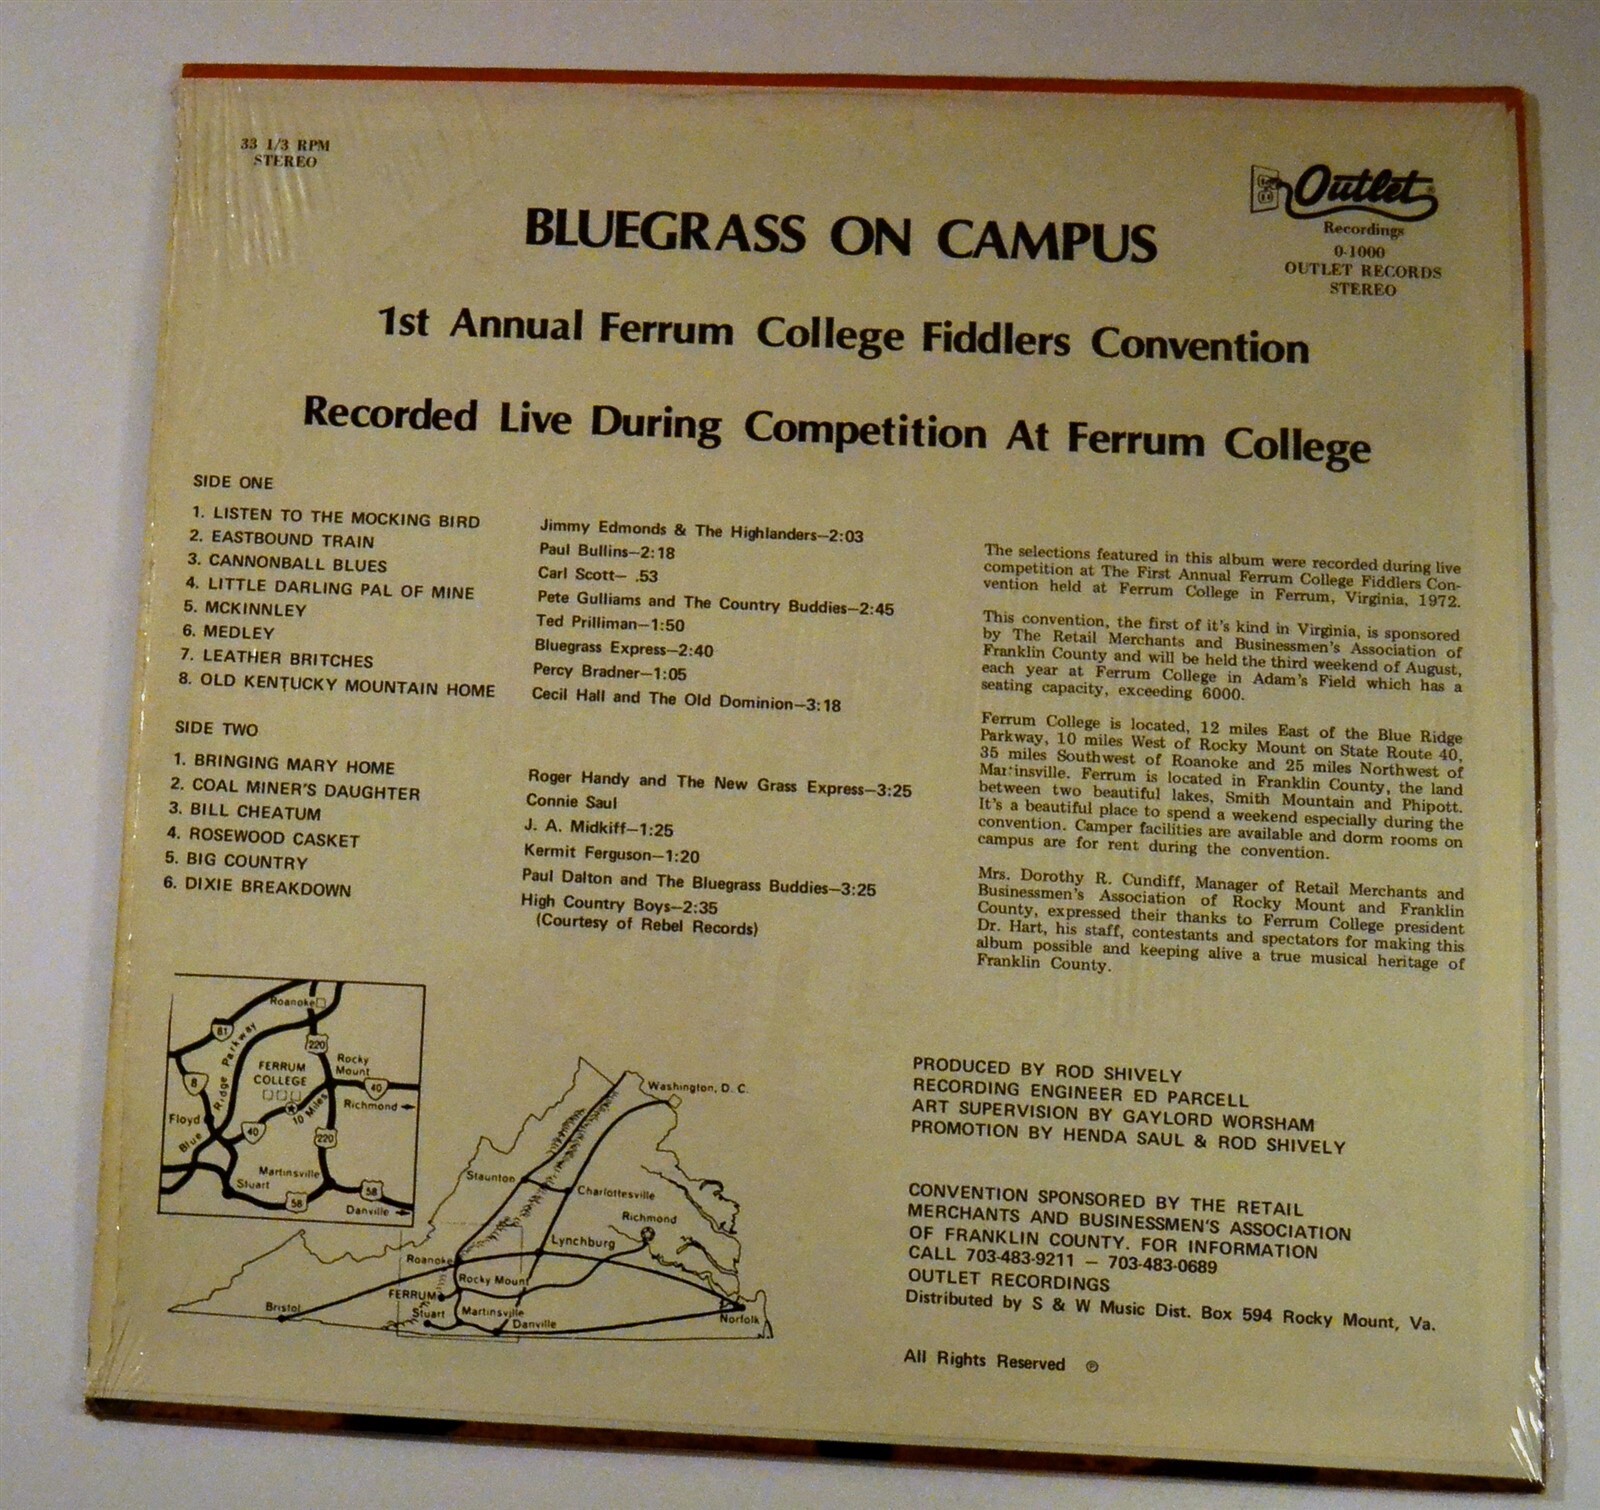 33 1/3 RPM
STEREO
Outlet
Recordings
0-1000
OUTLET RECORDS
STEREO
BLUEGRASS ON CAMPUS
1st Annual Ferrum College Fiddlers Convention
Recorded Live During Competition At Ferrum College
SIDE ONE
1. LISTEN TO THE MOCKING BIRD
2. EASTBOUND TRAIN
3. CANNONBALL BLUES
4. LITTLE DARLING PAL OF MINE
5. MCKINNLEY
6. MEDLEY
7. LEATHER BRITCHES
8. OLD KENTUCKY MOUNTAIN HOME
Jimmy Edmonds & The Highlanders—2:03
Paul Bullins—2:18
Carl Scott— .53
Pete Gulliams and The Country Buddies—2:45
Ted Prilliman—1:50
Bluegrass Express—2:40
Percy Bradner—1:05
Cecil Hall and The Old Dominion—3:18
SIDE TWO
1. BRINGING MARY HOME
2. COAL MINER'S DAUGHTER
3. BILL CHEATUM
4. ROSEWOOD CASKET
5. BIG COUNTRY
6. DIXIE BREAKDOWN
Roger Handy and The New Grass Express—3:25
Connie Saul
J. A. Midkiff—1:25
Kermit Ferguson—1:20
Paul Dalton and The Bluegrass Buddies—3:25
High Country Boys—2:35
(Courtesy of Rebel Records)
The selections featured in this album were recorded during live
competition at The First Annual Ferrum College Fiddlers Con-
vention held at Ferrum College in Ferrum, Virginia, 1972.
This convention, the first of it's kind in Virginia, is sponsored
by The Retail Merchants and Businessmen's Association of
Franklin County and will be held the third weekend of August,
each year at Ferrum College in Adam's Field which has a
seating capacity, exceeding 6000.
Ferrum College is located, 12 miles East of the Blue Ridge
Parkway, 10 miles West of Rocky Mount on State Route 40,
35 miles Southwest of Roanoke and 25 miles Northwest of
Martinsville. Ferrum is located in Franklin County, the land
between two beautiful lakes, Smith Mountain and Phipott.
It's a beautiful place to spend a weekend especially during the
convention. Camper facilities are available and dorm rooms on
campus are for rent during the convention.
Mrs. Dorothy R. Cundiff, Manager of Retail Merchants and
Businessmen's Association of Rocky Mount and Franklin
County, expressed their thanks to Ferrum College president
Dr. Hart, his staff, contestants and spectators for making this
album possible and keeping alive a true musical heritage of
Franklin County.
Roanoke
81
220
Blue Ridge Parkway
FERRUM
COLLEGE
Rocky
Mount
8
40
Richmond
10 Miles
Floyd
40
220
Martinsville
Stuart
58
58
Danville
Washington, D. C.
Staunton
Charlottesville
Richmond
Lynchburg
Roanoke
Rocky Mount
FERRUM
Bristol
Stuart
Martinsville
Danville
Norfolk
PRODUCED BY ROD SHIVELY
RECORDING ENGINEER ED PARCELL
ART SUPERVISION BY GAYLORD WORSHAM
PROMOTION BY HENDA SAUL & ROD SHIVELY
CONVENTION SPONSORED BY THE RETAIL
MERCHANTS AND BUSINESSMEN'S ASSOCIATION
OF FRANKLIN COUNTY. FOR INFORMATION
CALL 703-483-9211 — 703-483-0689
OUTLET RECORDINGS
Distributed by S & W Music Dist. Box 594 Rocky Mount, Va.
All Rights Reserved ℗